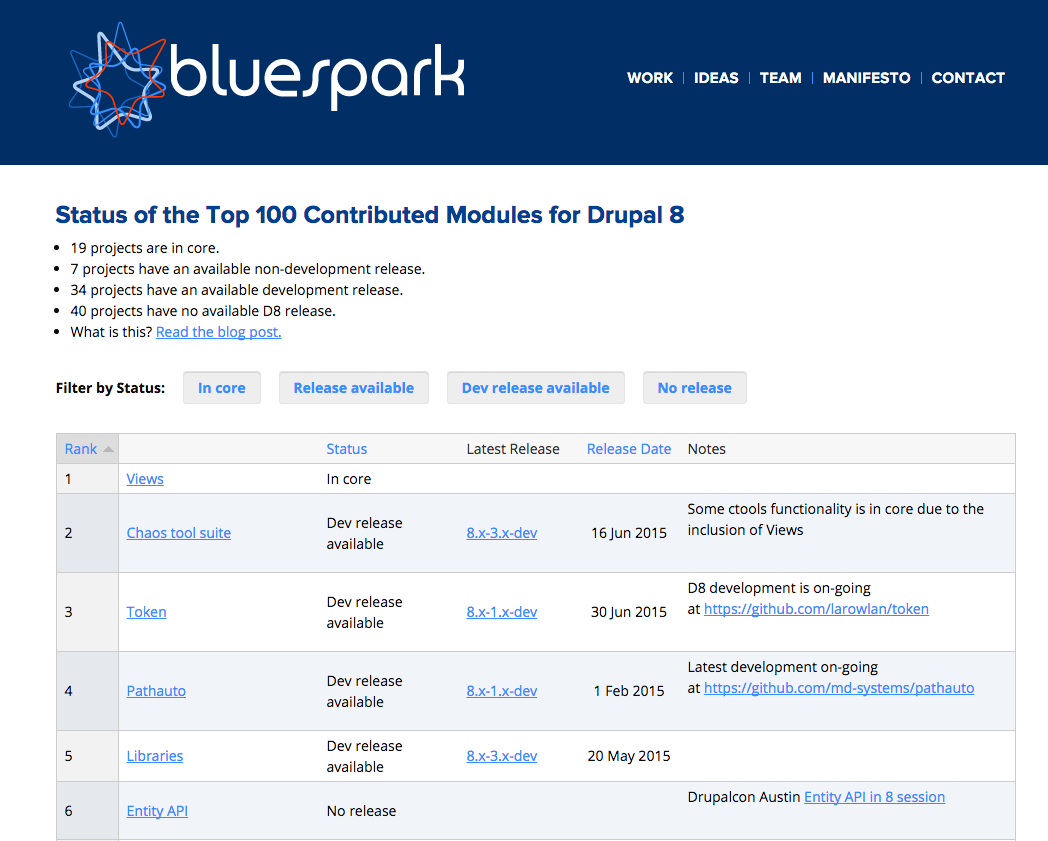 bluespark
WORK | IDEAS | TEAM | MANIFESTO | CONTACT
Status of the Top 100 Contributed Modules for Drupal 8
• 19 projects are in core.
• 7 projects have an available non-development release.
• 34 projects have an available development release.
• 40 projects have no available D8 release.
• What is this? Read the blog post.
Filter by Status: In core Release available Dev release available No release
Rank Status Latest Release Release Date Notes
1 Views In core
2 Chaos tool suite Dev release available 8.x-3.x-dev 16 Jun 2015 Some ctools functionality is in core due to the
inclusion of Views
3 Token Dev release available 8.x-1.x-dev 30 Jun 2015 D8 development is on-going
at https://github.com/larowlan/token
4 Pathauto Dev release available 8.x-1.x-dev 1 Feb 2015 Latest development on-going
at https://github.com/md-systems/pathauto
5 Libraries Dev release available 8.x-3.x-dev 20 May 2015
6 Entity API No release Drupalcon Austin Entity API in 8 session